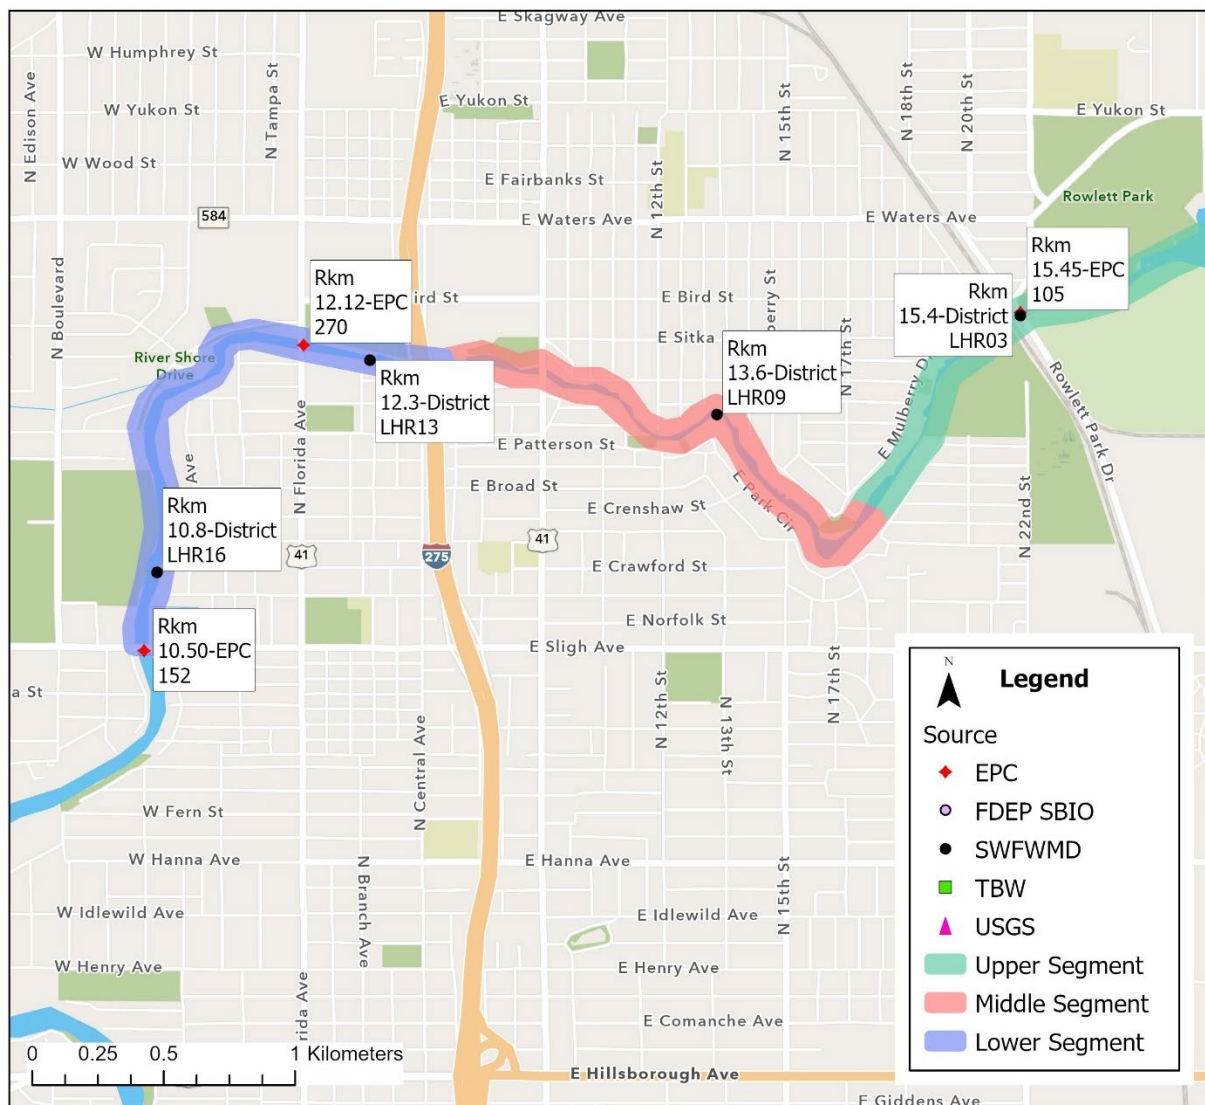 E Skagway Ave
W Humphrey St
N Edison Ave
N Tampa St
W Yukon St
E Yukon St
N 15th St
N 18th St
N 20th St
E Yukon St
W Wood St
E Fairbanks St
N 12th St
Rowlett Park
584
E Waters Ave
E Waters Ave
Rkm
15.45-EPC
105
Rkm
12.12-EPC
270
ird St
E Bird St
Rkm
15.4-District
LHR03
N Boulevard
E Sitka
berry St
N 17th St
River Shore
Drive
Rkm
12.3-District
LHR13
Rkm
13.6-District
LHR09
E Mulberry Dr
Rowlett Park Dr
N Florida Ave
E Patterson St
Ave
E Broad St
E Park Cir
E Crenshaw St
N 22nd St
Rkm
10.8-District
LHR16
41
275
41
E Crawford St
E Norfolk St
Rkm
10.50-EPC
152
E Sligh Ave
a St
N 12th St
N 13th St
N 17th St
N Central Ave
W Fern St
W Hanna Ave
N Branch Ave
E Hanna Ave
N 15th St
W Idlewild Ave
E Idlewild Ave
W Henry Ave
E Henry Ave
rida Ave
E Comanche Ave
0 0.25 0.5 1 Kilometers
E Hillsborough Ave
E Giddens Ave
N
Legend
Source
EPC
FDEP SBIO
SWFWMD
TBW
USGS
Upper Segment
Middle Segment
Lower Segment